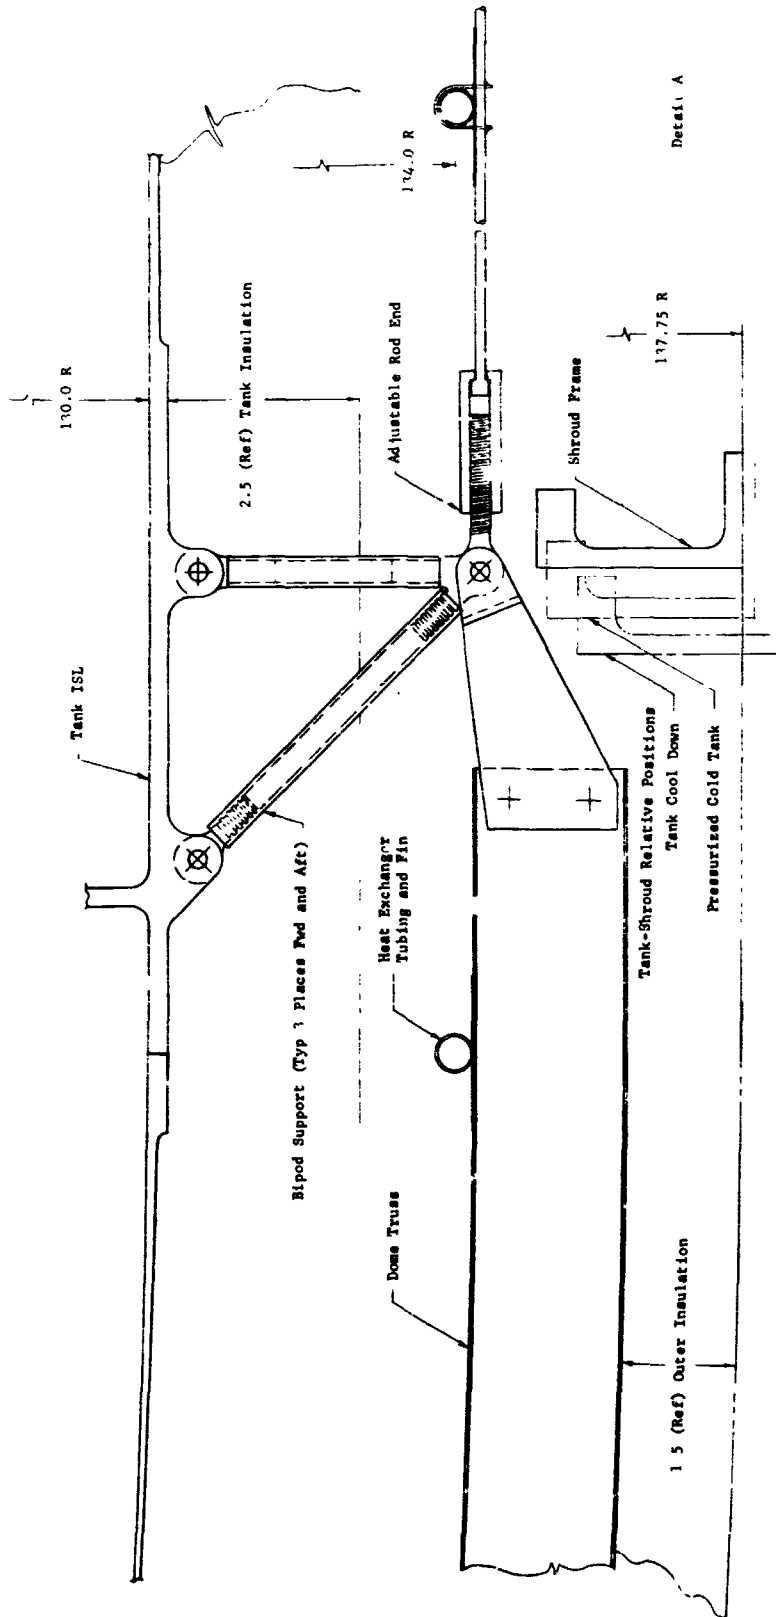 Tank ISL
130.0 R
2.5 (Ref) Tank Insulation
134.0 R
Bipod Support (Typ 3 Places Fwd and Aft)
Heat Exchanger
Tubing and Fin
Adjustable Rod End
Dome Truss
Detail A
137.75 R
Shroud Frame
Tank-Shroud Relative Positions
Tank Cool Down
Pressurized Cold Tank
1 5 (Ref) Outer Insulation